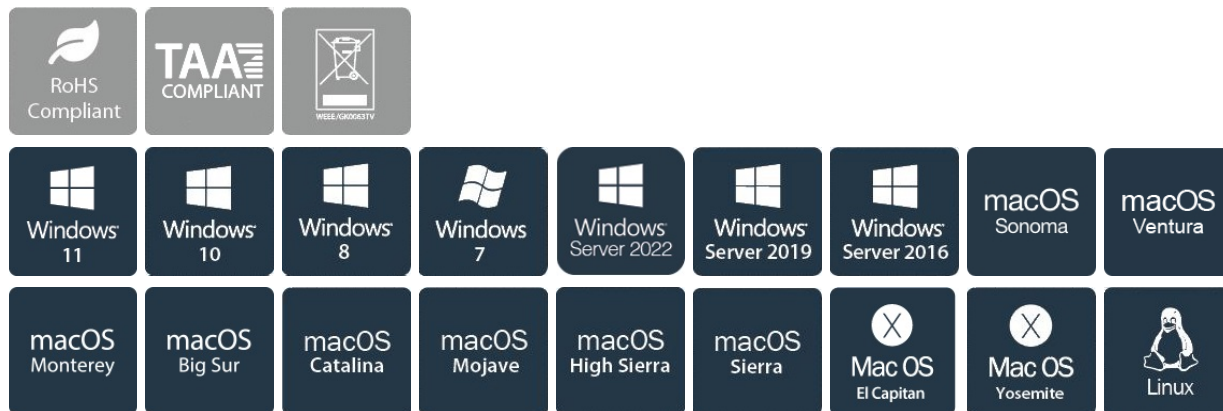 RoHS
Compliant
TAA
COMPLIANT
WEEE/GK0063TV
Windows
11
Windows
10
Windows
8
Windows
7
Windows
Server 2022
Windows
Server 2019
Windows
Server 2016
macOS
Sonoma
macOS
Ventura
macOS
Monterey
macOS
Big Sur
macOS
Catalina
macOS
Mojave
macOS
High Sierra
macOS
Sierra
X
Mac OS
El Capitan
X
Mac OS
Yosemite
Linux